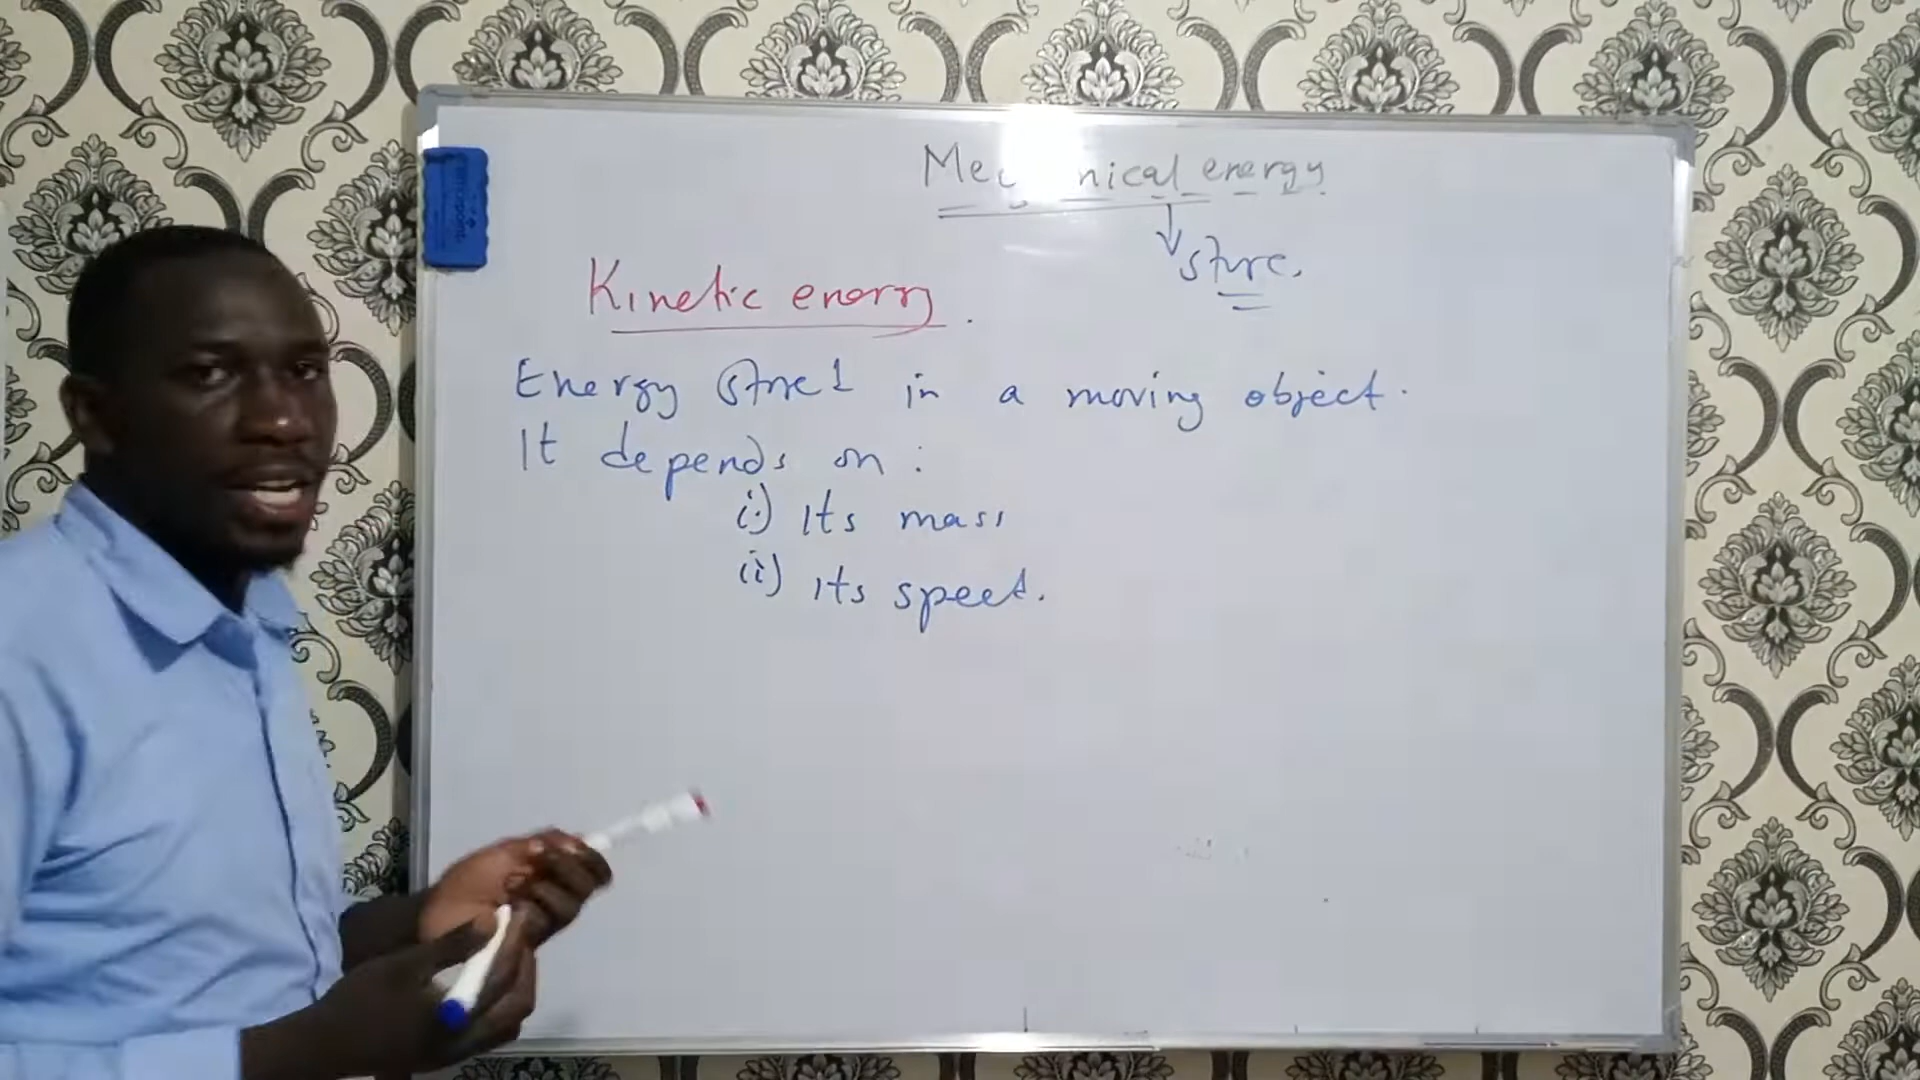 Mechanical energy
store.
Kinetic energy.
Energy stored in a moving object.
It depends on:
i) Its mass
ii) Its speed.